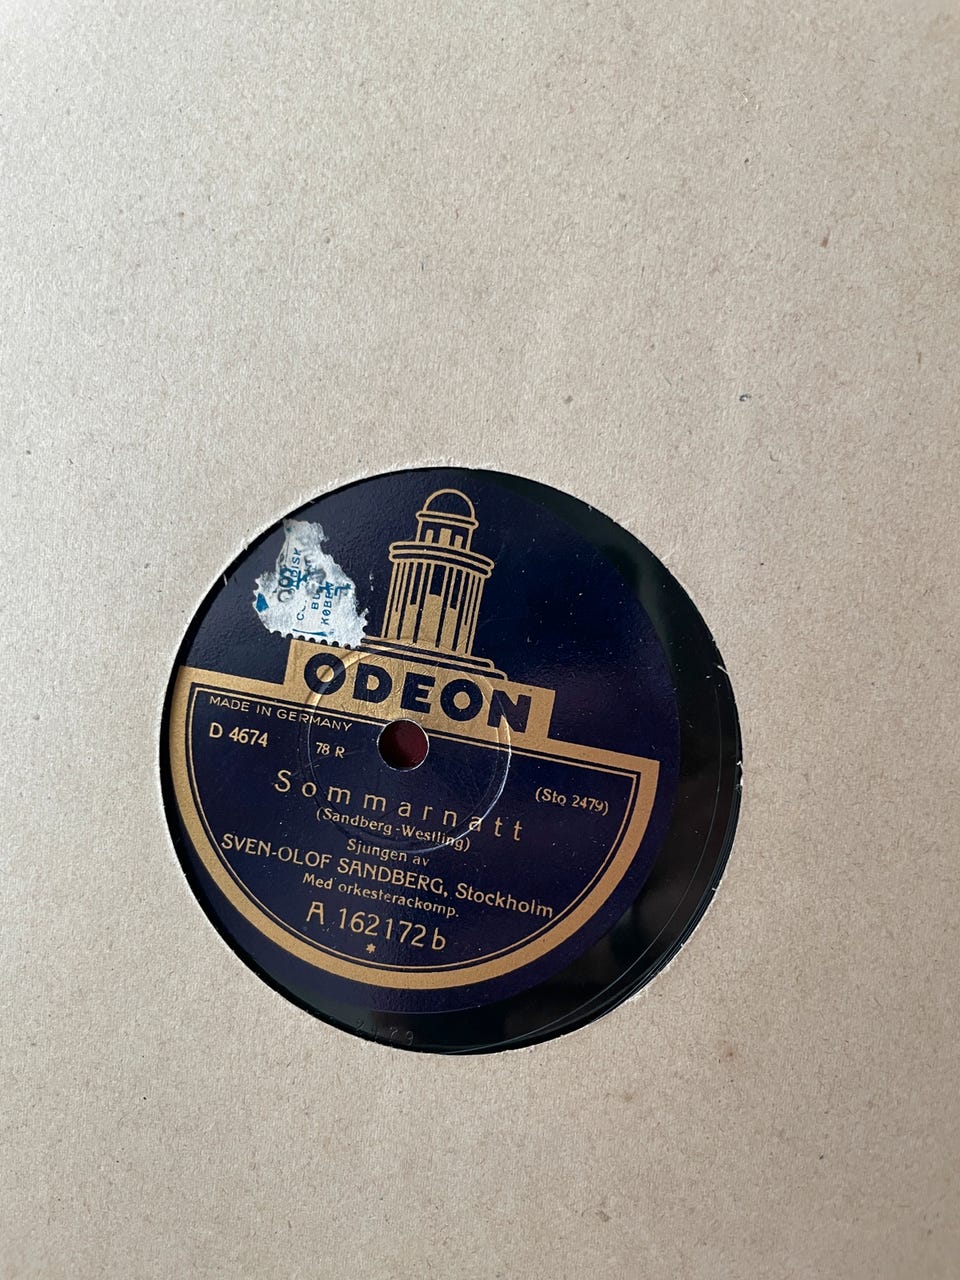 ODEON
MADE IN GERMANY
D 4674
78 R
(Sto 2479)
Sommarnatt
(Sandberg-Westling)
Sjungen av
SVEN-OLOF SANDBERG, Stockholm
Med orkesterackomp.
A 162172 b
*